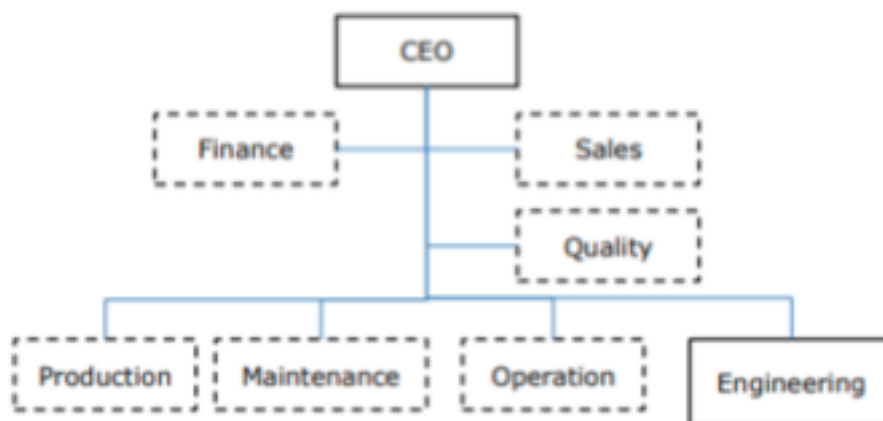 CEO
Finance
Sales
Quality
Production
Maintenance
Operation
Engineering